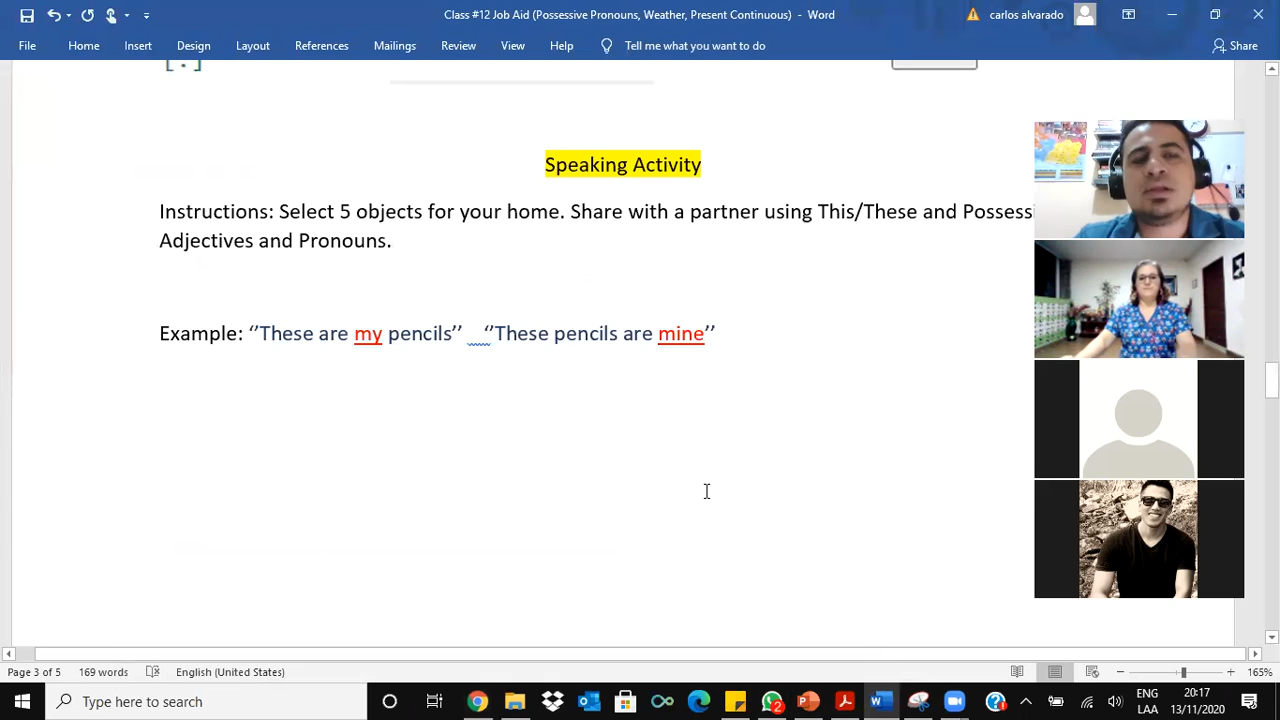 Class #12 Job Aid (Possessive Pronouns, Weather, Present Continuous) - Word
carlos alvarado
File Home Insert Design Layout References Mailings Review View Help Tell me what you want to do Share
Speaking Activity
Instructions: Select 5 objects for your home. Share with a partner using This/These and Possessi
Adjectives and Pronouns.
Example: ‘’These are my pencils’’ ‘’These pencils are mine’’
Page 3 of 5 169 words English (United States) 165%
Type here to search
2
ENG 20:17
LAA 13/11/2020